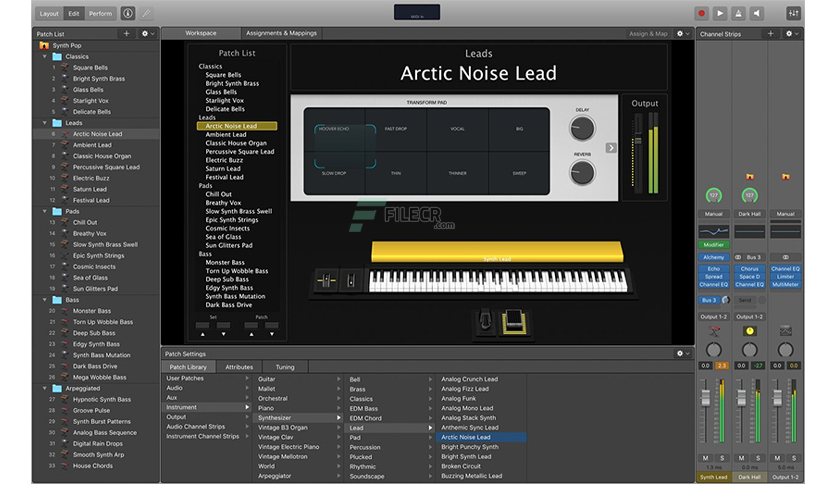 Layout Edit Perform
MIDI In
Patch List
Workspace
Assignments & Mappings
Assign & Map
Channel Strips
Synth Pop
Classics
1 Square Bells
2 Bright Synth Brass
3 Glass Bells
4 Starlight Vox
5 Delicate Bells
Leads
6 Arctic Noise Lead
7 Ambient Lead
8 Classic House Organ
9 Percussive Square Lead
10 Electric Buzz
11 Saturn Lead
12 Festival Lead
Pads
13 Chill Out
14 Breathy Vox
15 Slow Synth Brass Swell
16 Epic Synth Strings
17 Cosmic Insects
18 Sea of Glass
19 Sun Glitters Pad
Bass
20 Monster Bass
21 Torn Up Wobble Bass
22 Deep Sub Bass
23 Edgy Synth Bass
24 Synth Bass Mutation
25 Dark Bass Drive
26 Mega Wobble Bass
Arpeggiated
27 Hypnotic Synth Bass
28 Groove Pulse
29 Synth Burst Patterns
30 Analog Bass Sequence
31 Digital Rain Drops
32 Smooth Synth Arp
33 House Chords
Patch List
Classics
Square Bells
Bright Synth Brass
Glass Bells
Starlight Vox
Delicate Bells
Leads
Arctic Noise Lead
Ambient Lead
Classic House Organ
Percussive Square Lead
Electric Buzz
Saturn Lead
Festival Lead
Pads
Chill Out
Breathy Vox
Slow Synth Brass Swell
Epic Synth Strings
Cosmic Insects
Sea of Glass
Sun Glitters Pad
Bass
Monster Bass
Torn Up Wobble Bass
Deep Sub Bass
Edgy Synth Bass
Synth Bass Mutation
Dark Bass Drive
Set Patch
Leads
Arctic Noise Lead
TRANSFORM PAD
HOOVER ECHO FAST DROP VOCAL BIG
SLOW DROP THIN THINNER SWEEP
DELAY
REVERB
Output
FILECR
.com
Synth Lead
Patch Settings
Patch Library Attributes Tuning
User Patches
Audio
Aux
Instrument
Output
Audio Channel Strips
Instrument Channel Strips
Guitar
Mallet
Orchestral
Piano
Synthesizer
Vintage B3 Organ
Vintage Clav
Vintage Electric Piano
Vintage Mellotron
World
Arpeggiator
Bell
Brass
Classics
EDM Bass
EDM Chord
Lead
Pad
Percussion
Plucked
Rhythmic
Soundscape
Analog Crunch Lead
Analog Fizz Lead
Analog Funk
Analog Mono Lead
Analog Stack Synth
Anthemic Sync Lead
Arctic Noise Lead
Bright Punchy Synth
Bright Synth Lead
Broken Circuit
Buzzing Metallic Lead
127 127
Manual Dark Hall Manual
Modifier
Alchemy Bus 3
Echo Chorus Channel EQ
Spread Space D Limiter
Channel EQ Channel EQ MultiMeter
Bus 3 Send
Output 1-2 Output 1-2
0.0 2.3 0.0 -2.7 0.0 0.0
M S M S M S
1.3 ms 0.0 ms 5.0 ms
Synth Lead Dark Hall Output 1-2